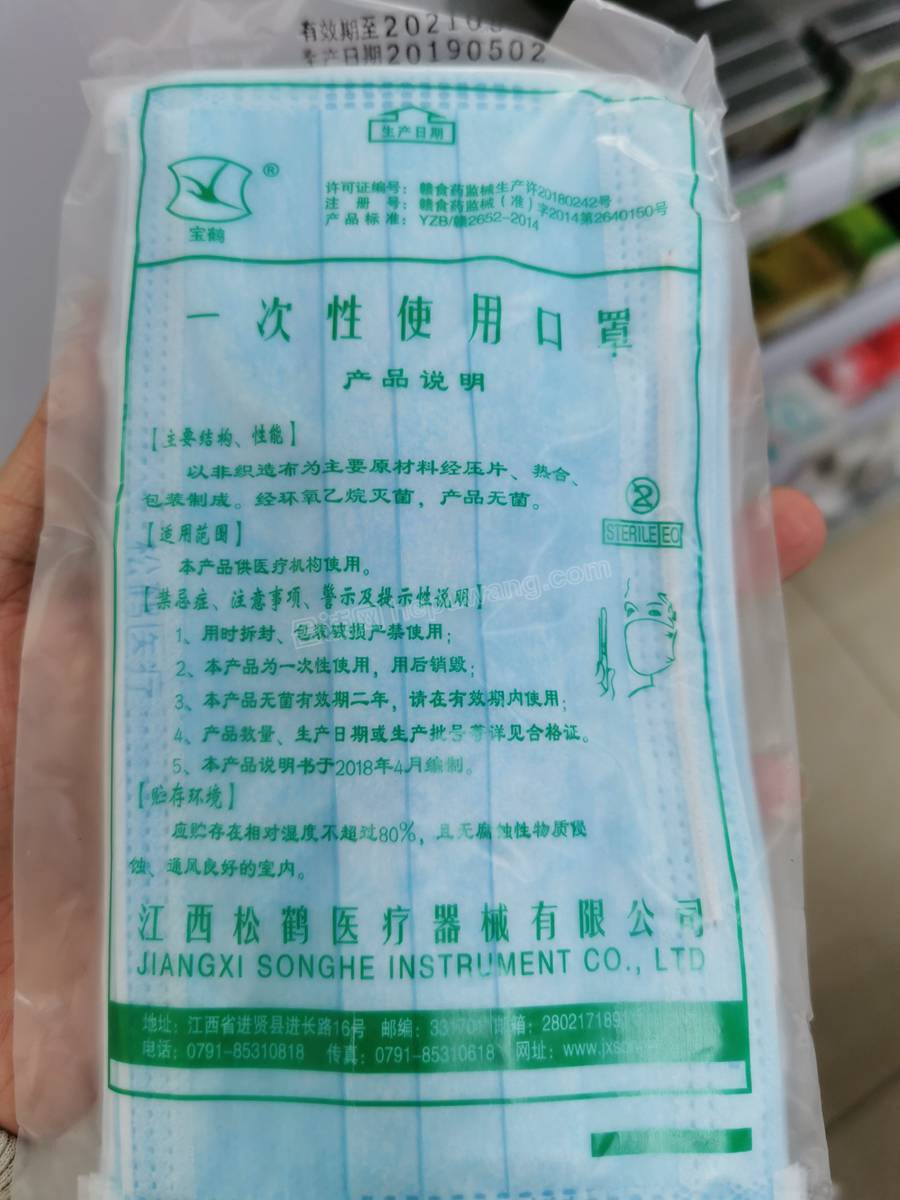 有效期至20210
生产日期20190502
生产日期
®
宝鹤
许可证编号：赣食药监械生产许20180242号
注 册 号：赣食药监械（准）字2014第2640150号
产品标准：YZB/赣2652-2014
一次性使用口罩
产品说明
【主要结构、性能】
以非织造布为主要原材料经压片、热合、
包装制成。经环氧乙烷灭菌，产品无菌。
STERILE EO
【适用范围】
本产品供医疗机构使用。
【禁忌症、注意事项、警示及提示性说明】
1、用时拆封、包装破损严禁使用；
2、本产品为一次性使用，用后销毁；
3、本产品无菌有效期二年，请在有效期内使用；
4、产品数量、生产日期或生产批号等详见合格证。
5、本产品说明书于2018年4月编制。
【贮存环境】
应贮存在相对湿度不超过80%，且无腐蚀性物质侵
蚀、通风良好的室内。
江西松鹤医疗器械有限公司
JIANGXI SONGHE INSTRUMENT CO., LTD
地址：江西省进贤县进长路16号 邮编：331701 邮箱：280217189
电话：0791-85310818 传真：0791-85310618 网址：www.jxso